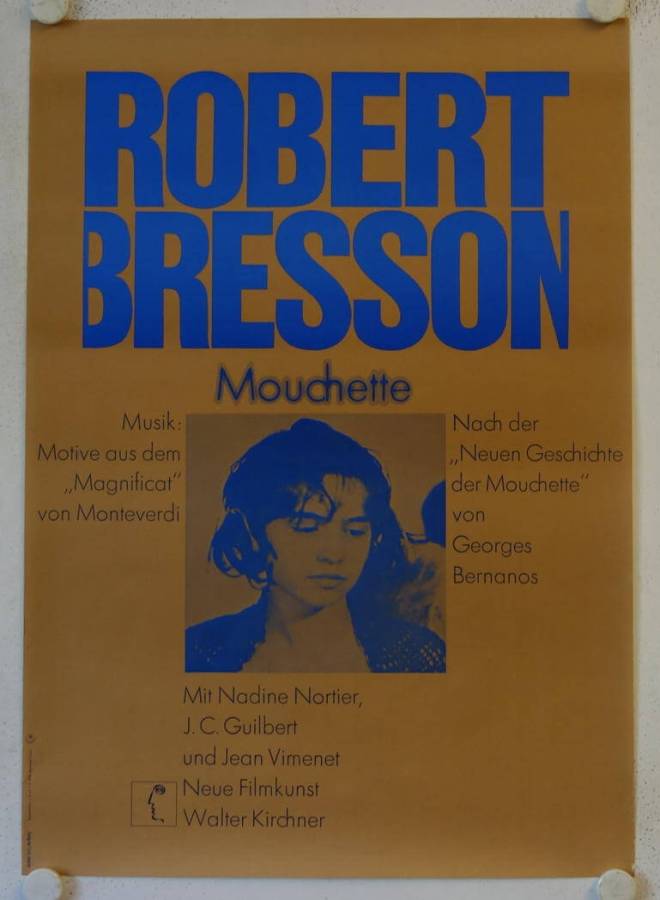 ROBERT
BRESSON
Mouchette
Musik:
Motive aus dem
„Magnificat"
von Monteverdi
Nach der
„Neuen Geschichte
der Mouchette"
von
Georges
Bernanos
Mit Nadine Nortier,
J. C. Guilbert
und Jean Vimenet
Neue Filmkunst
Walter Kirchner